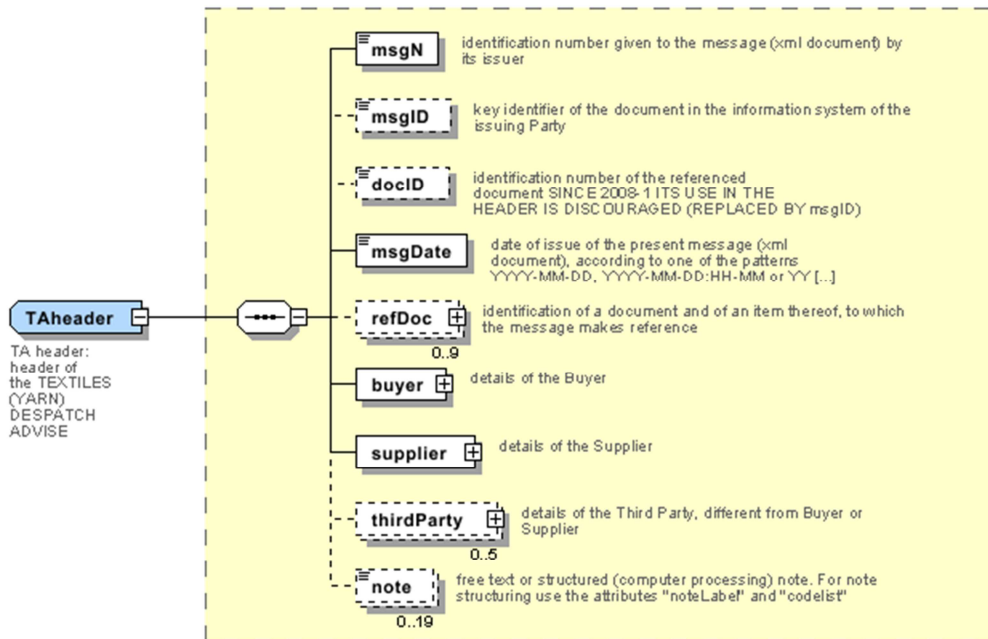 msgN
identification number given to the message (xml document) by
its issuer
msgID
key identifier of the document in the information system of the
issuing Party
docID
identification number of the referenced
document SINCE 2008-1 ITS USE IN THE
HEADER IS DISCOURAGED (REPLACED BY msgID)
msgDate
date of issue of the present message (xml
document), according to one of the patterns
YYYY-MM-DD, YYYY-MM-DD:HH-MM or YY [...]
TAheader
TA header:
header of
the TEXTILES
(YARN)
DESPATCH
ADVISE
refDoc
0..9
identification of a document and of an item thereof, to which
the message makes reference
buyer
details of the Buyer
supplier
details of the Supplier
thirdParty
0..5
details of the Third Party, different from Buyer or
Supplier
note
0..19
free text or structured (computer processing) note. For note
structuring use the attributes "noteLabel" and "codelist"